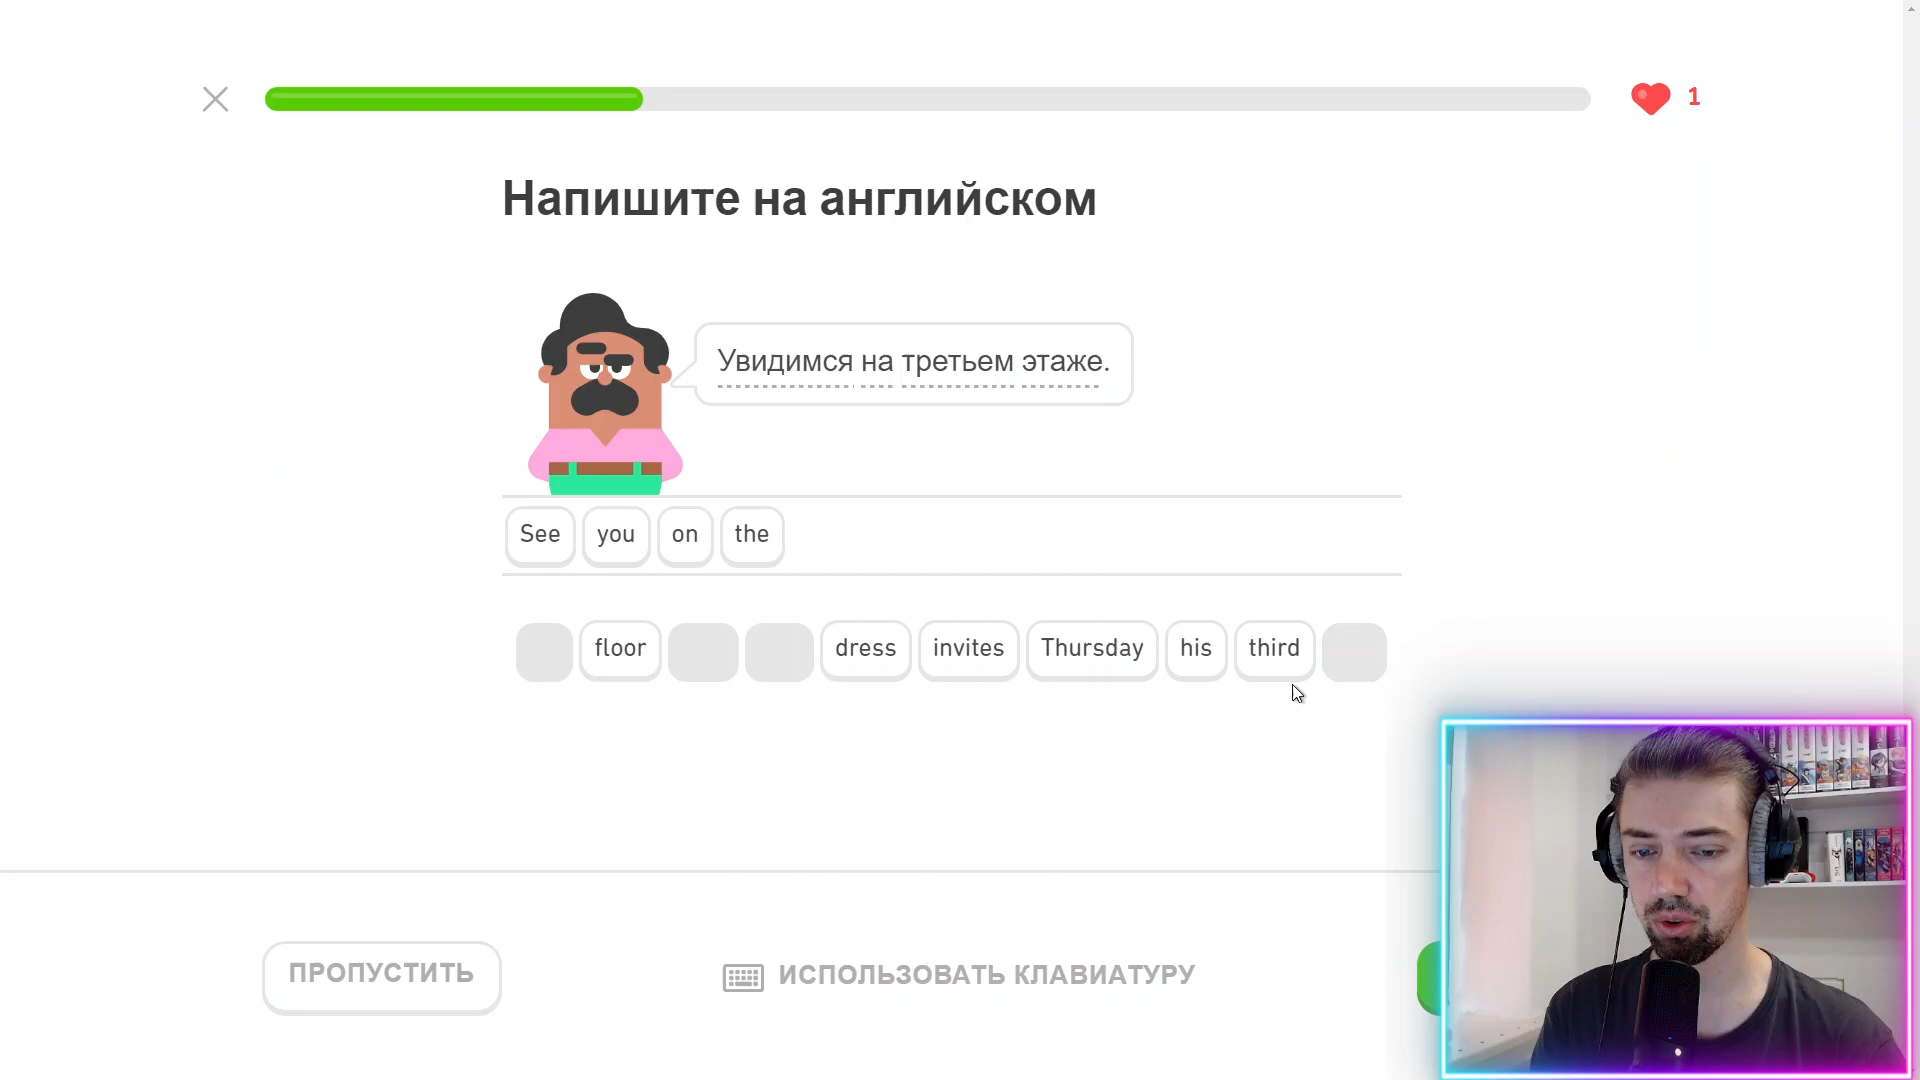 1
Напишите на английском
Увидимся на третьем этаже.
See you on the
floor dress invites Thursday his third
ПРОПУСТИТЬ ИСПОЛЬЗОВАТЬ КЛАВИАТУРУ